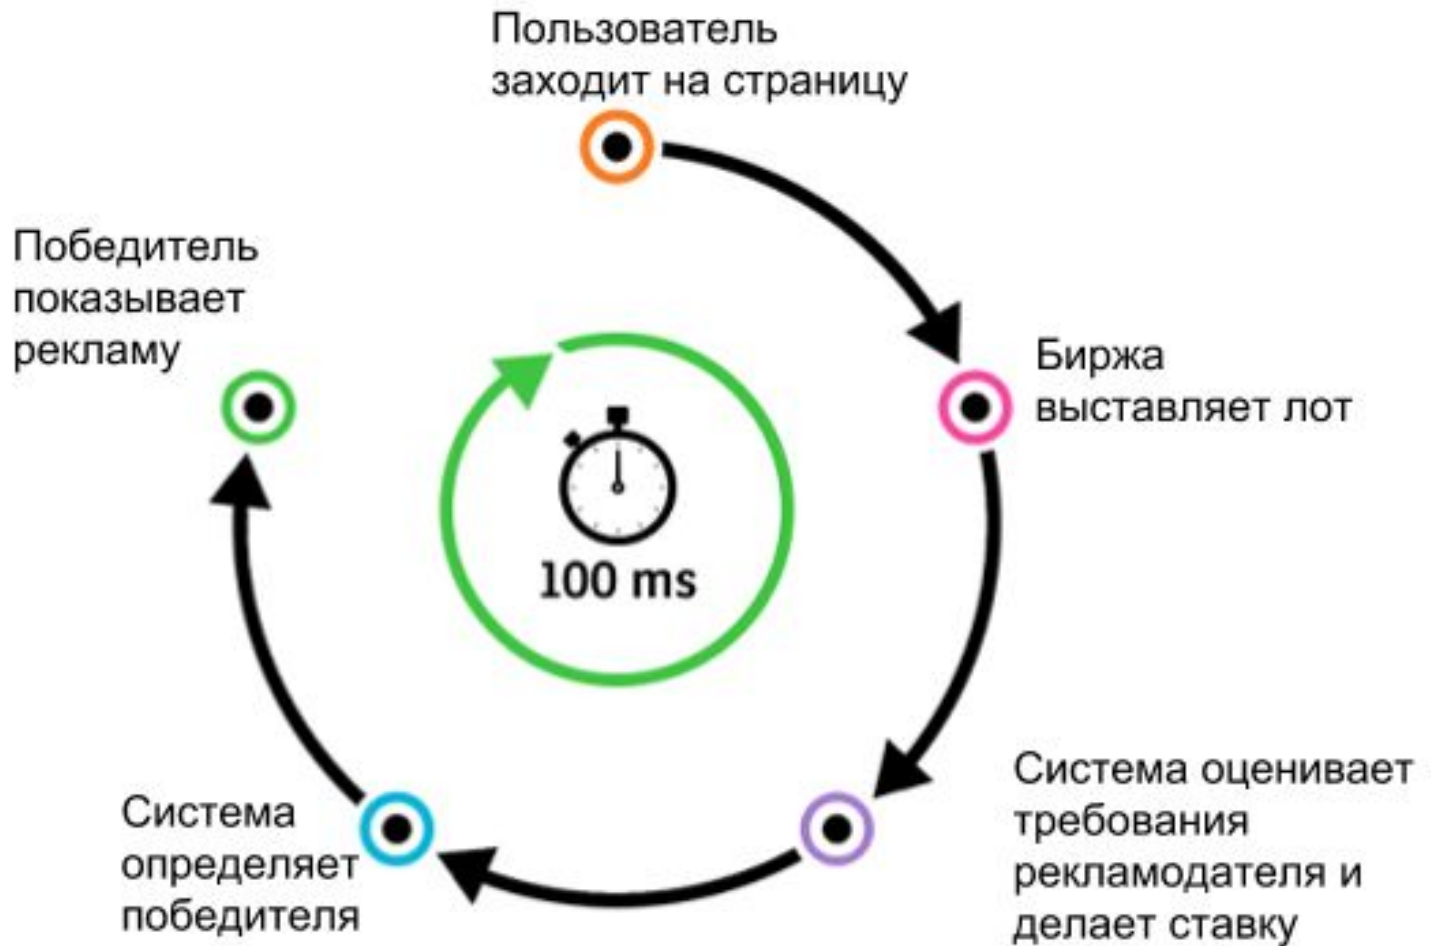 Пользователь
заходит на страницу
Биржа
выставляет лот
Система оценивает
требования
рекламодателя и
делает ставку
Система
определяет
победителя
Победитель
показывает
рекламу
100 ms